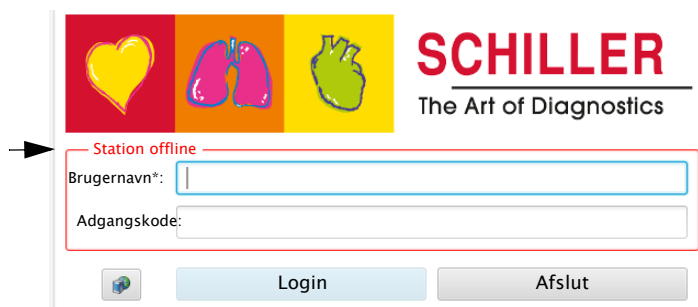 SCHILLER
The Art of Diagnostics
Station offline
Brugernavn*:
Adgangskode:
Login
Afslut